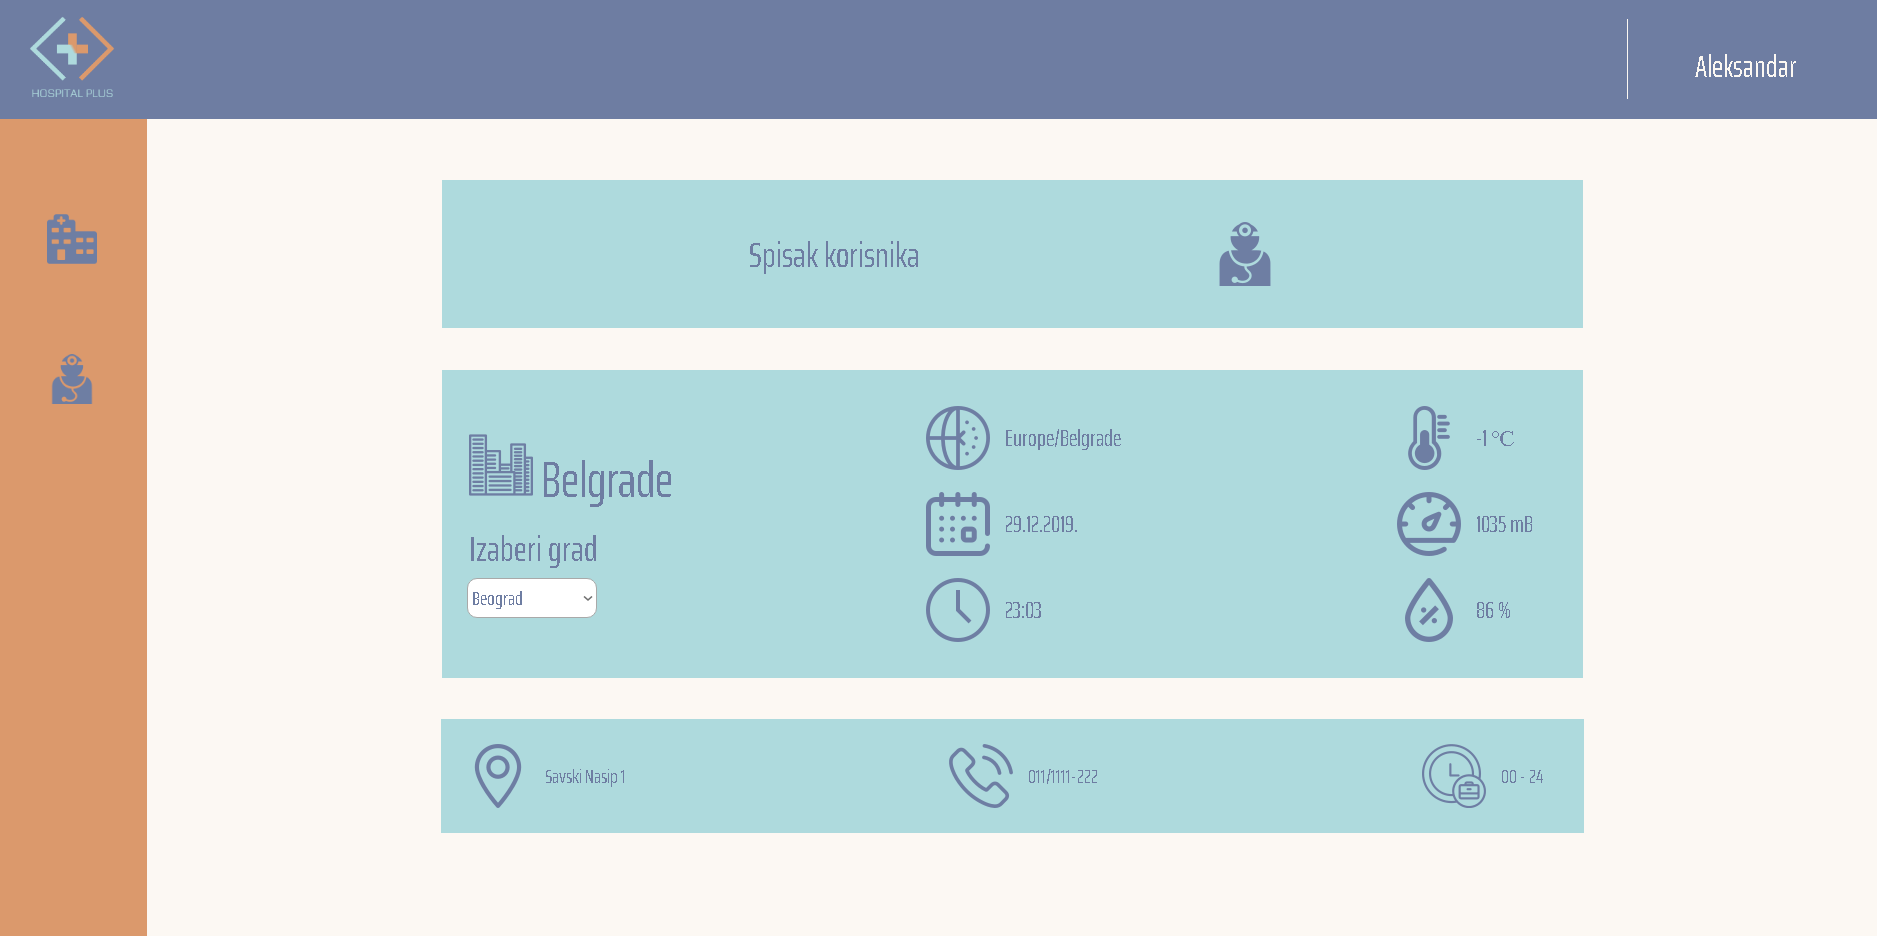 HOSPITAL PLUS
Aleksandar
Spisak korisnika
Belgrade
Izaberi grad
Beograd
Europe/Belgrade
29.12.2019.
23:03
-1 °C
1035 mB
86 %
Savski Nasip 1
011/1111-222
00 - 24